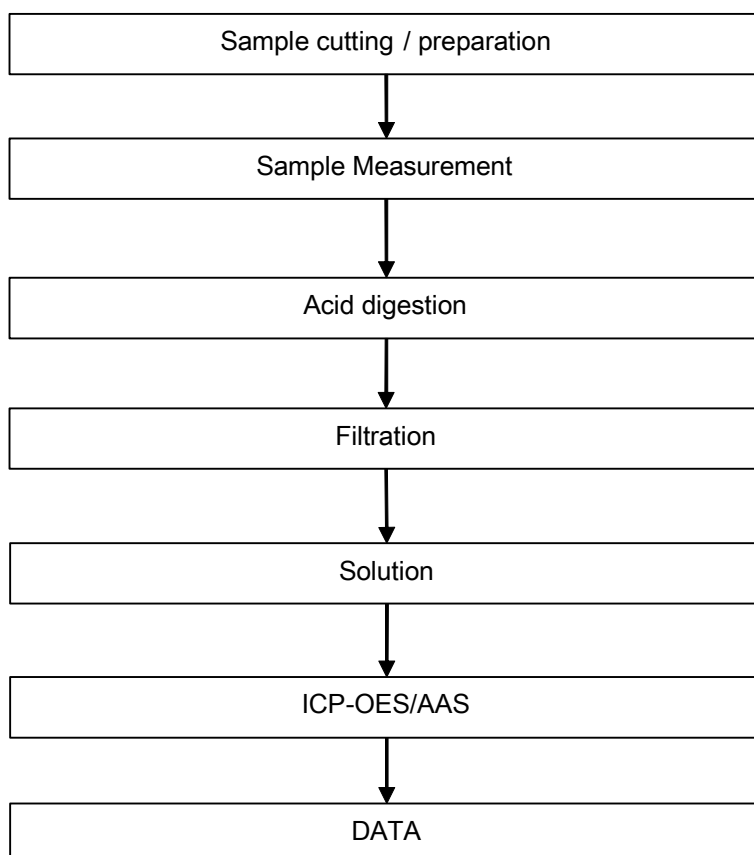 Sample cutting / preparation
Sample Measurement
Acid digestion
Filtration
Solution
ICP-OES/AAS
DATA